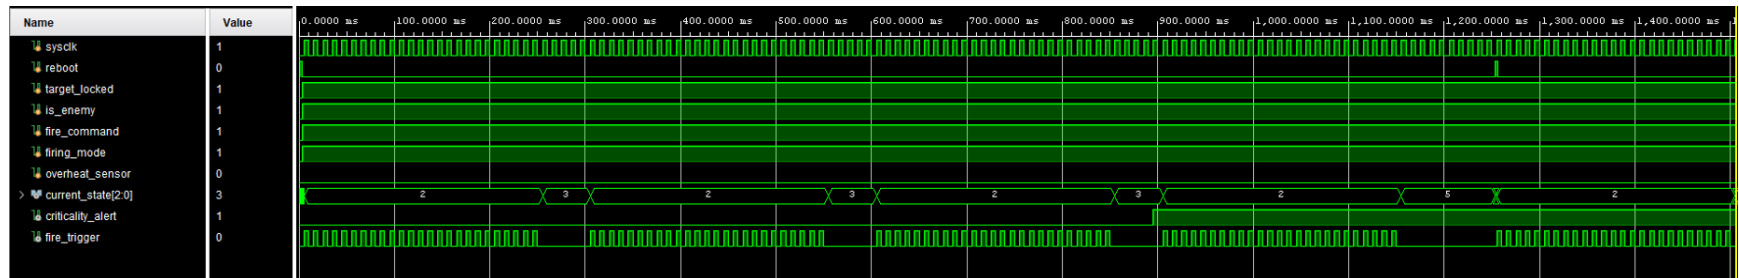 Name Value 0.0000 ms 100.0000 ms 200.0000 ms 300.0000 ms 400.0000 ms 500.0000 ms 600.0000 ms 700.0000 ms 800.0000 ms 900.0000 ms 1,000.0000 ms 1,100.0000 ms 1,200.0000 ms 1,300.0000 ms 1,400.0000 ms
sysclk 1
reboot 0
target_locked 1
is_enemy 1
fire_command 1
firing_mode 1
overheat_sensor 0
current_state[2:0] 3 2 3 2 3 2 3 2 5 2
criticality_alert 1
fire_trigger 0